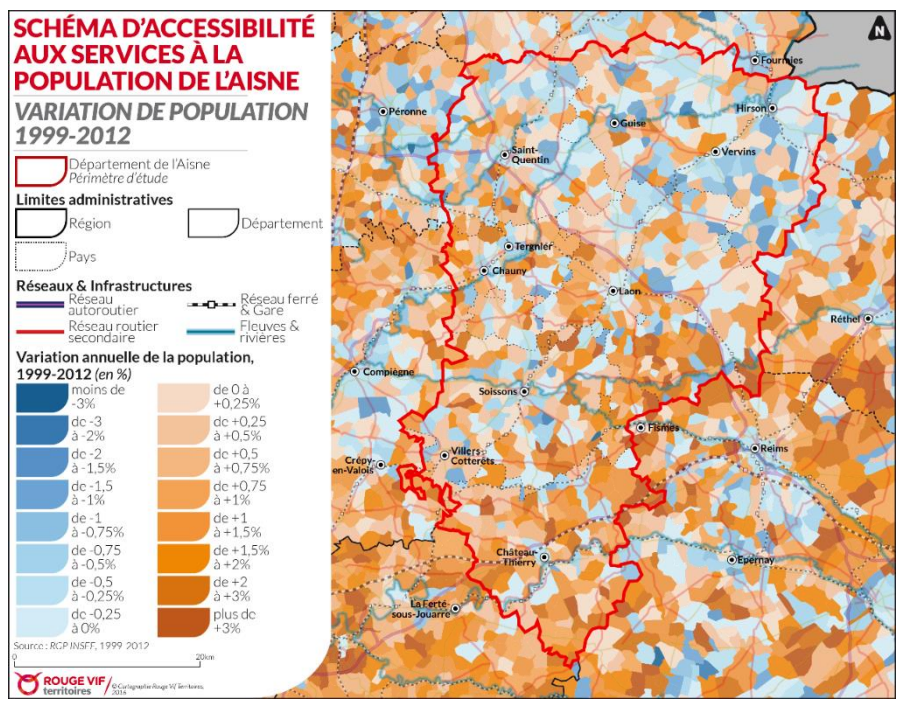 SCHÉMA D'ACCESSIBILITÉ
AUX SERVICES À LA
POPULATION DE L'AISNE
VARIATION DE POPULATION
1999-2012
Département de l'Aisne
Périmètre d'étude
Limites administratives
Région
Département
Pays
Réseaux & Infrastructures
Réseau
autoroutier
Réseau ferré
& Gare
Réseau routier
secondaire
Fleuves &
rivières
Variation annuelle de la population,
1999-2012 (en %)
moins de
-3%
de -3
à -2%
de -2
à -1,5%
de -1,5
à -1%
de -1
à -0,75%
de -0,75
à -0,5%
de -0,5
à -0,25%
de -0,25
à 0%
de 0 à
+0,25%
de +0,25
à +0,5%
de +0,5
à +0,75%
de +0,75
à +1%
de +1
à +1,5%
de +1,5%
à +2%
de +2
à +3%
plus de
+3%
Source : RGP INSEE, 1999 2012
0
20km
ROUGE VIF
territoires
© Cartographie Rouge Vif Territoires,
2016
N
Fourmies
Péronne
Hirson
Guise
Saint-
Quentin
Vervins
Tergnier
Chauny
Laon
Réthel
Compiègne
Soissons
Fismes
Villers
Cotterêts
Crépy-
en-Valois
Reims
Château-
Thierry
Epernay
La Ferté
sous-Jouarre